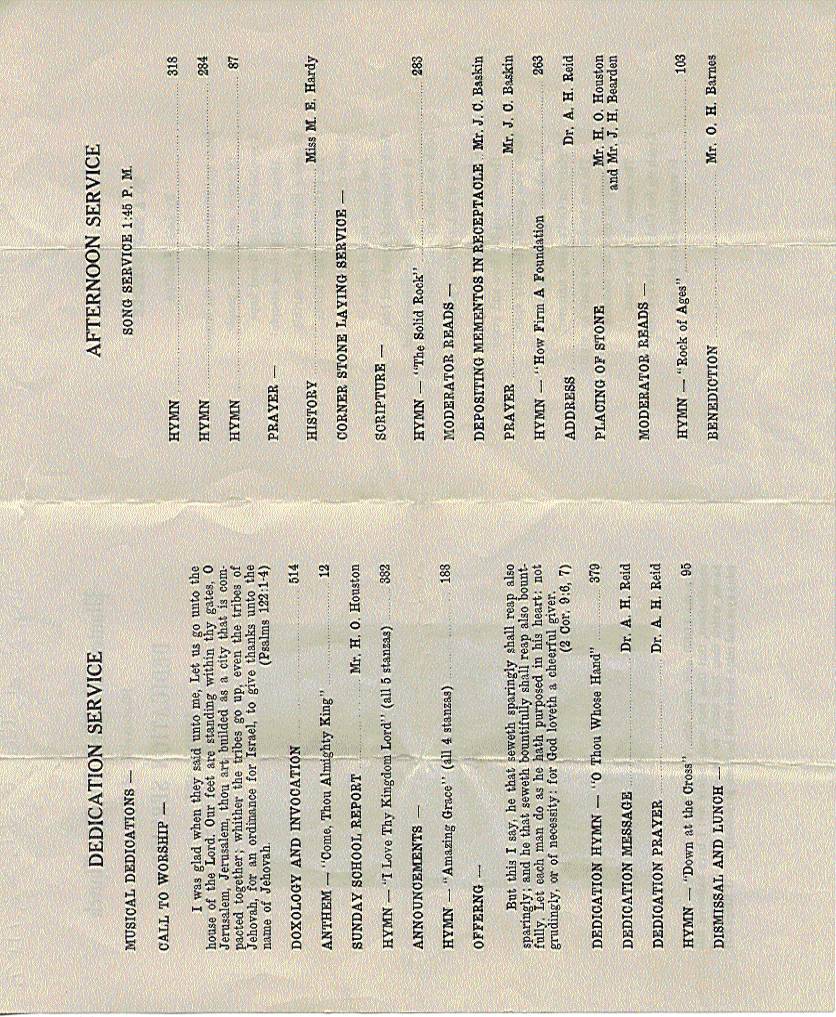 DEDICATION SERVICE
MUSICAL DEDICATIONS —
CALL TO WORSHIP —
I was glad when they said unto me, Let us go unto the
house of the Lord. Our feet are standing within thy gates, O
Jerusalem, Jerusalem, thou art builded as a city that is com-
pacted together; whither the tribes go up, even the tribes of
Jehovah, for an ordinance for Israel, to give thanks unto the
name of Jehovah. (Psalms 122:1-4)
DOXOLOGY AND INVOCATION 514
ANTHEM — "Come, Thou Almighty King" 12
SUNDAY SCHOOL REPORT Mr. H. O. Houston
HYMN — "I Love Thy Kingdom Lord" (all 5 stanzas) 382
ANNOUNCEMENTS —
HYMN — "Amazing Grace" (all 4 stanzas) 188
OFFERNG —
But this I say, he that seweth sparingly shall reap also
sparingly; and he that seweth bountifully shall reap also bount-
fully. Let each man do as he hath purposed in his heart: not
grudingly, or of necessity: for God loveth a cheerful giver.
(2 Cor. 9:6, 7)
DEDICATION HYMN — "O Thou Whose Hand" 379
DEDICATION MESSAGE Dr. A. H. Reid
DEDICATION PRAYER Dr. A. H. Reid
HYMN — "Down at the Cross" 95
DISMISSAL AND LUNCH —
AFTERNOON SERVICE
SONG SERVICE 1:45 P. M.
HYMN 318
HYMN 284
HYMN 87
PRAYER —
HISTORY Miss M. E. Hardy
CORNER STONE LAYING SERVICE —
SCRIPTURE —
HYMN — "The Solid Rock" 283
MODERATOR READS —
DEPOSITING MEMENTOS IN RECEPTACLE Mr. J. C. Baskin
PRAYER Mr. J. C. Baskin
HYMN — "How Firm A Foundation 263
ADDRESS Dr. A. H. Reid
PLACING OF STONE Mr. H. O. Houston
and Mr. J. H. Bearden
MODERATOR READS —
HYMN — "Rock of Ages" 103
BENEDICTION Mr. O. H. Barnes